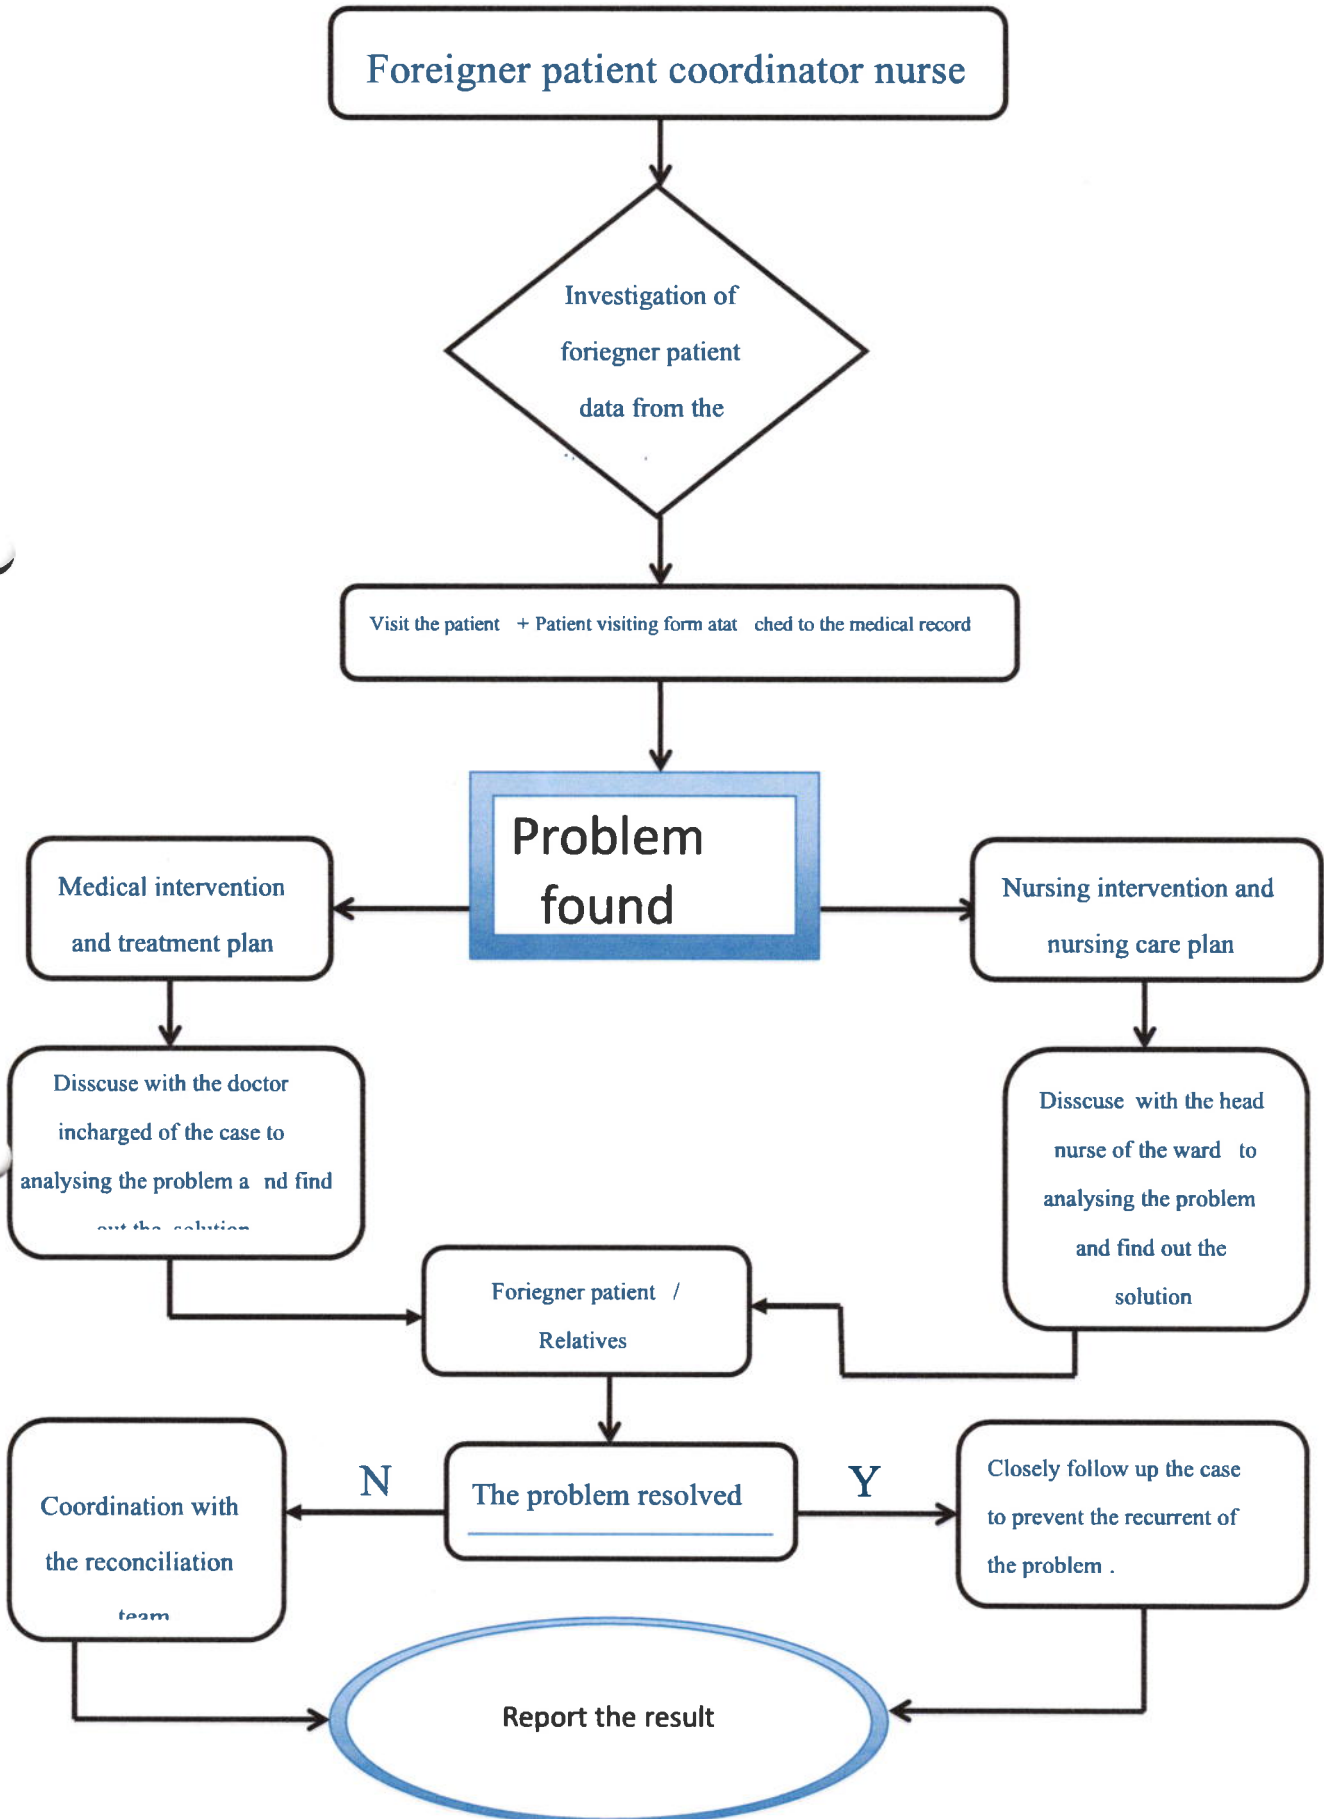 Foreigner patient coordinator nurse
Investigation of
foriegner patient
data from the
Visit the patient + Patient visiting form atat ched to the medical record
Problem
found
Medical intervention
and treatment plan
Nursing intervention and
nursing care plan
Disscuse with the doctor
incharged of the case to
analysing the problem a nd find
out the solution
Disscuse with the head
nurse of the ward to
analysing the problem
and find out the
solution
Foriegner patient /
Relatives
N
The problem resolved
Y
Coordination with
the reconciliation
team
Closely follow up the case
to prevent the recurrent of
the problem .
Report the result